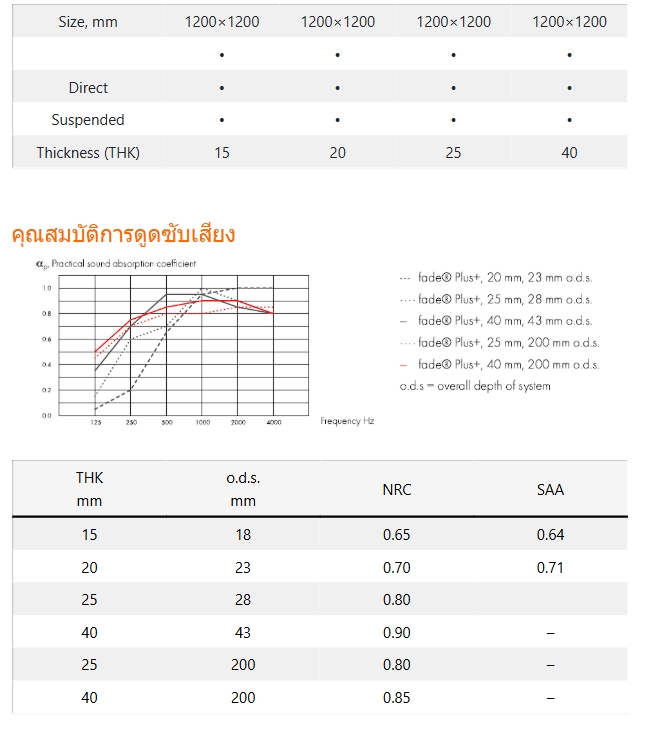 Size, mm 1200×1200 1200×1200 1200×1200 1200×1200
• • • •
Direct • • • •
Suspended • • • •
Thickness (THK) 15 20 25 40
คุณสมบัติการดูดซับเสียง
αp, Practical sound absorption coefficient
1.0
0.8
0.6
0.4
0.2
0.0
125 250 500 1000 2000 4000
Frequency Hz
--- fade® Plus+, 20 mm, 23 mm o.d.s.
···· fade® Plus+, 25 mm, 28 mm o.d.s.
– fade® Plus+, 40 mm, 43 mm o.d.s.
···· fade® Plus+, 25 mm, 200 mm o.d.s.
– fade® Plus+, 40 mm, 200 mm o.d.s.
o.d.s = overall depth of system
THK mm o.d.s. mm NRC SAA
15 18 0.65 0.64
20 23 0.70 0.71
25 28 0.80
40 43 0.90 –
25 200 0.80 –
40 200 0.85 –